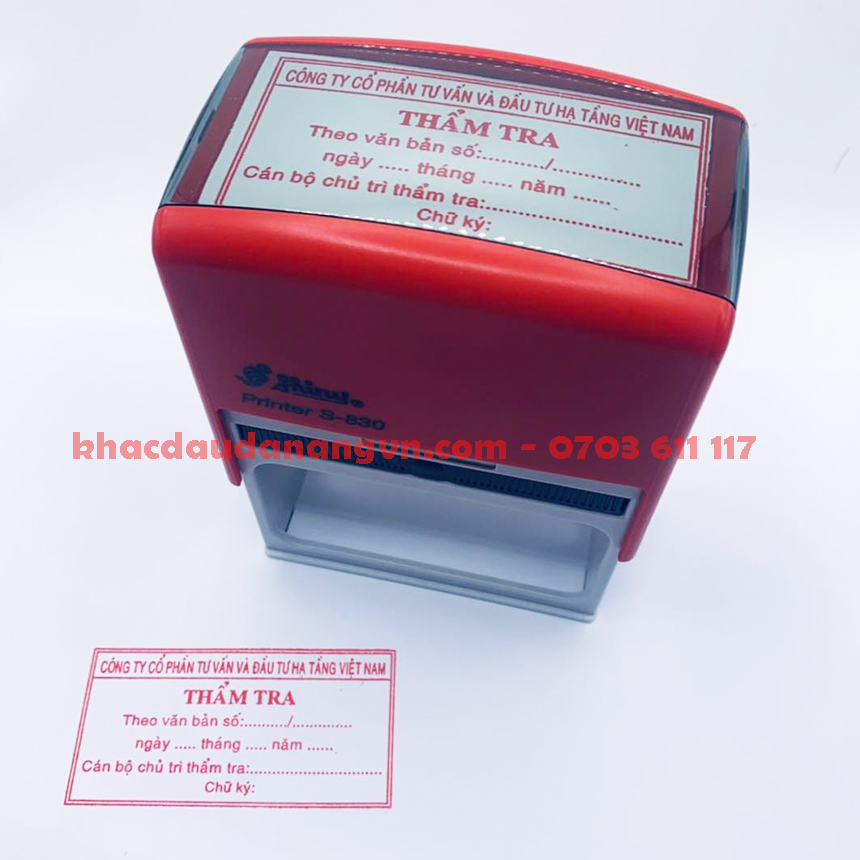 CÔNG TY CỔ PHẦN TƯ VẤN VÀ ĐẦU TƯ HẠ TẦNG VIỆT NAM
THẨM TRA
Theo văn bản số:........../..............
ngày ..... tháng ..... năm ......
Cán bộ chủ trì thẩm tra:...............................
Chữ ký:
Shiny®
Printer S-830
khacdaudanangvn.com - 0703 611 117
CÔNG TY CỔ PHẦN TƯ VẤN VÀ ĐẦU TƯ HẠ TẦNG VIỆT NAM
THẨM TRA
Theo văn bản số:........../..............
ngày ..... tháng ..... năm ......
Cán bộ chủ trì thẩm tra:...............................
Chữ ký: